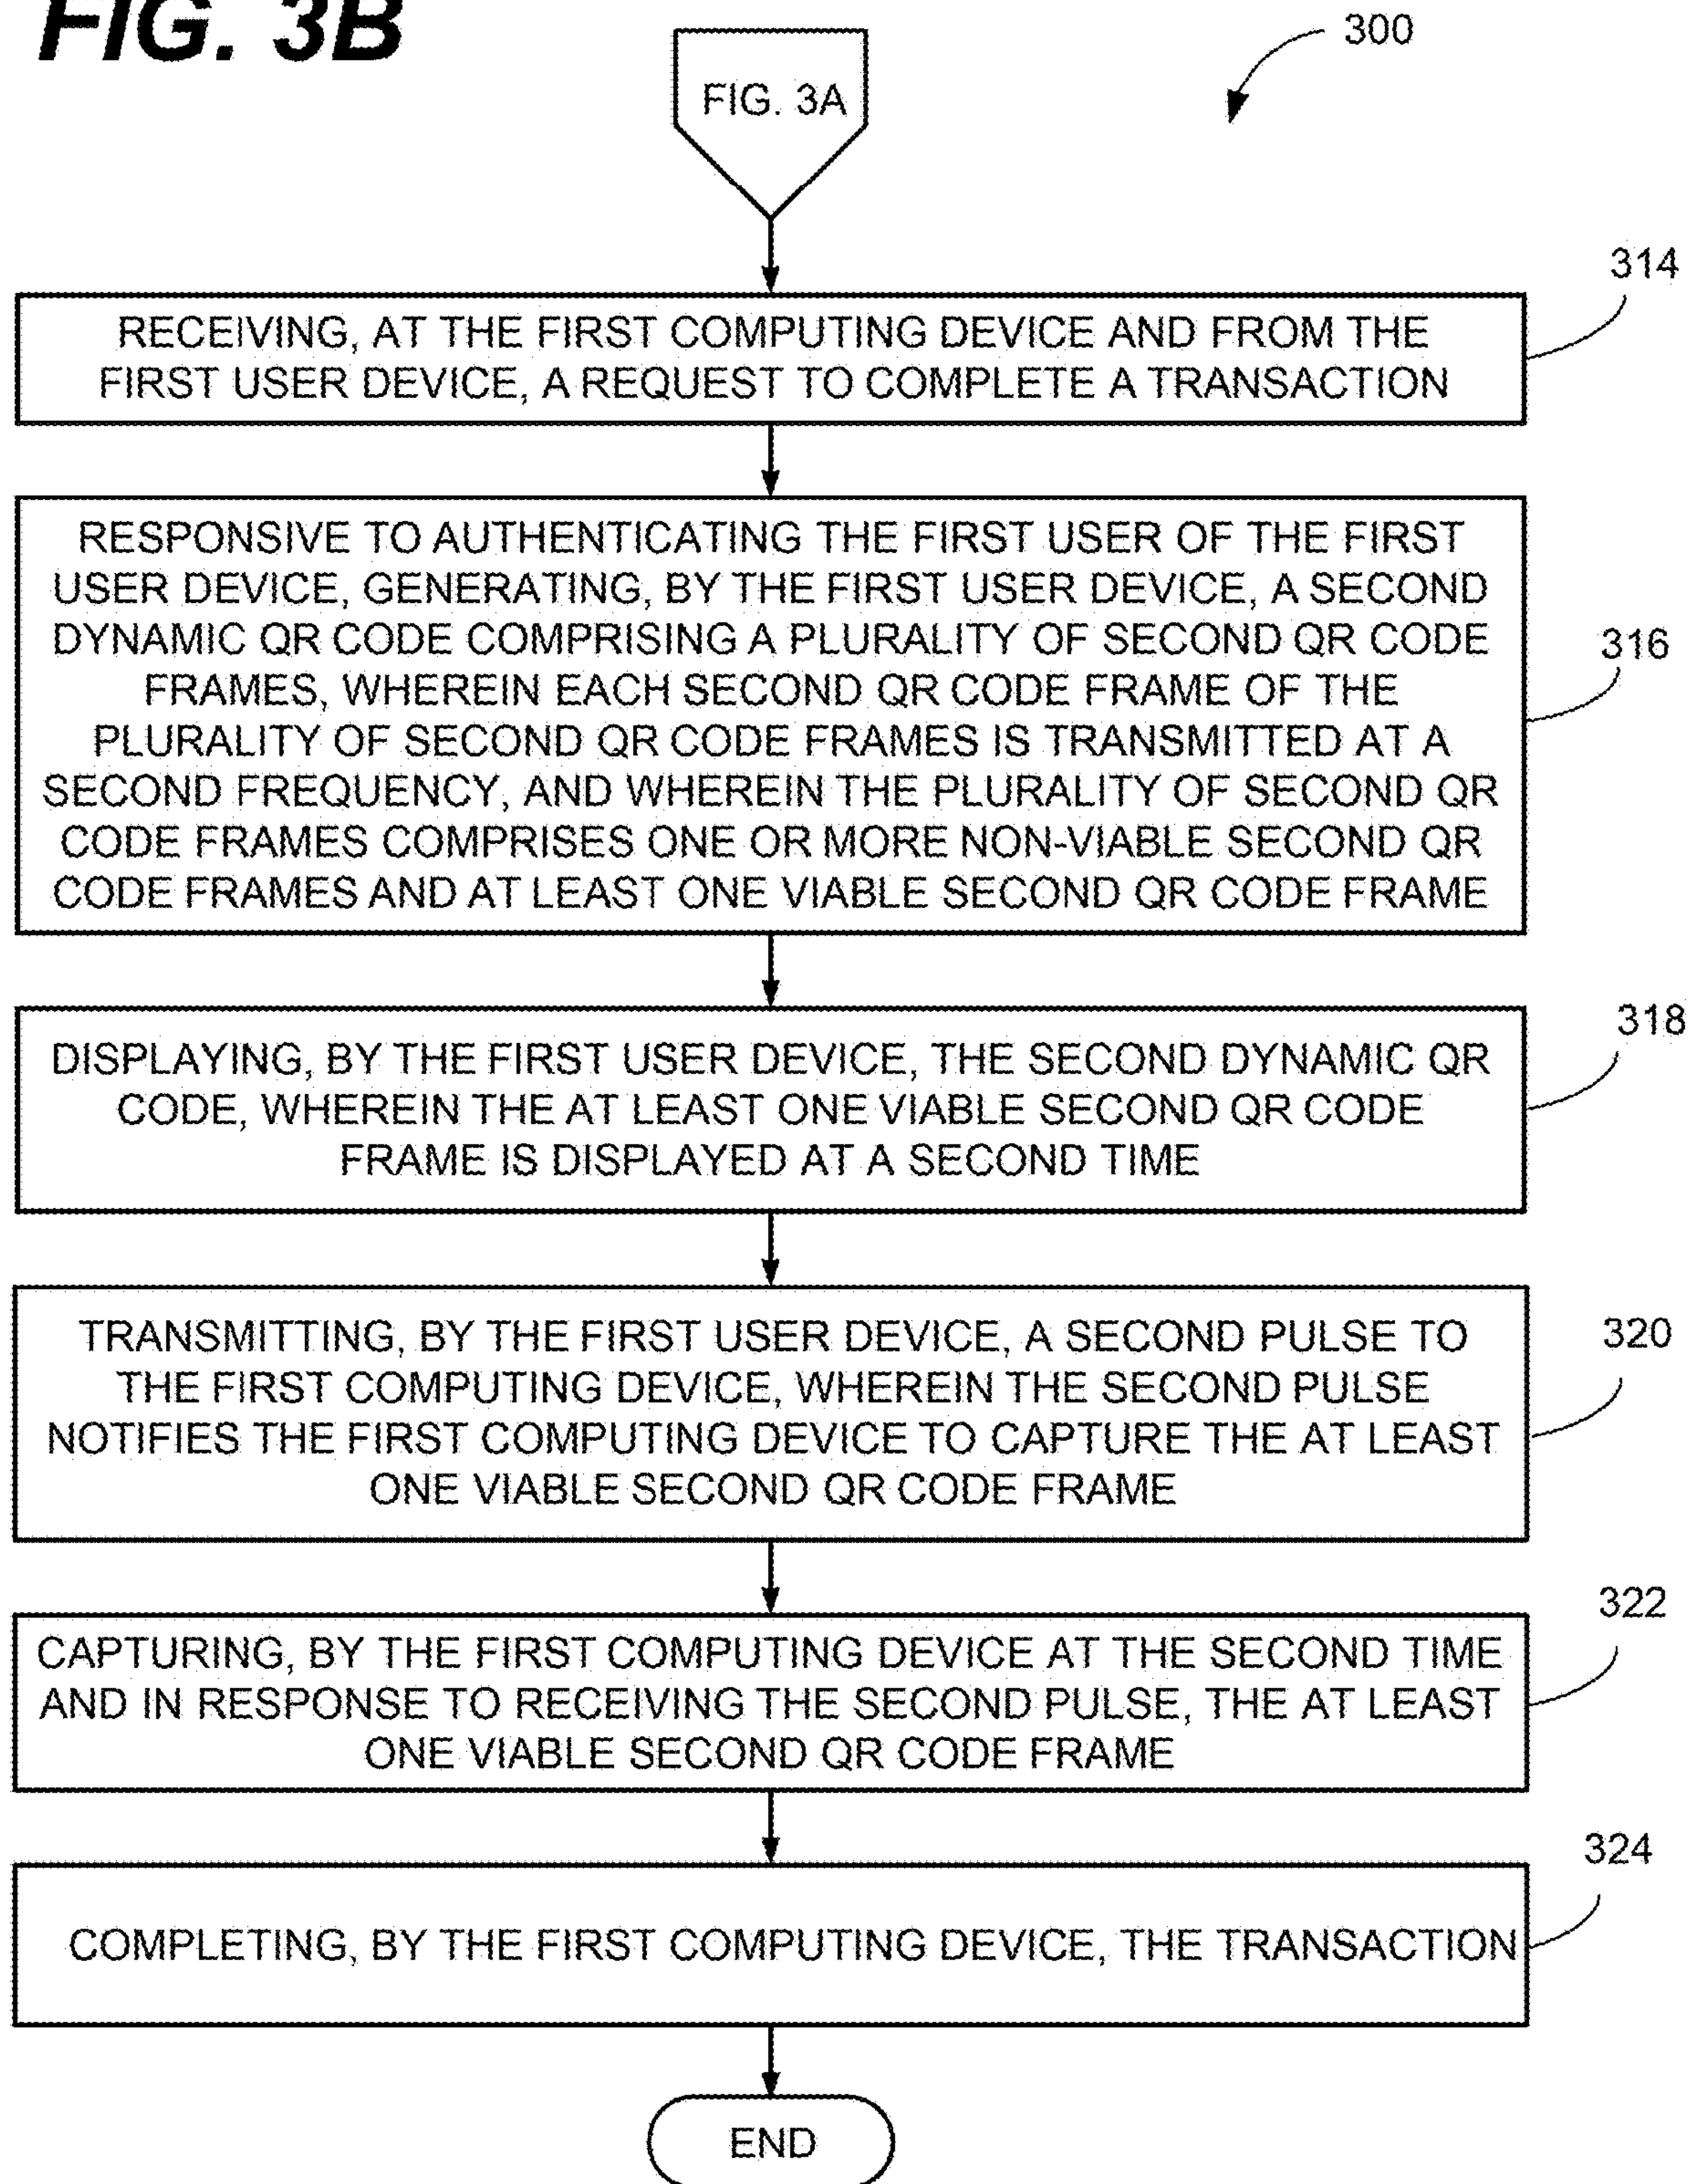 FIG. 3B
300
FIG. 3A
314
RECEIVING, AT THE FIRST COMPUTING DEVICE AND FROM THE
FIRST USER DEVICE, A REQUEST TO COMPLETE A TRANSACTION
RESPONSIVE TO AUTHENTICATING THE FIRST USER OF THE FIRST
USER DEVICE, GENERATING, BY THE FIRST USER DEVICE, A SECOND
DYNAMIC QR CODE COMPRISING A PLURALITY OF SECOND QR CODE
FRAMES, WHEREIN EACH SECOND QR CODE FRAME OF THE
PLURALITY OF SECOND QR CODE FRAMES IS TRANSMITTED AT A
SECOND FREQUENCY, AND WHEREIN THE PLURALITY OF SECOND QR
CODE FRAMES COMPRISES ONE OR MORE NON-VIABLE SECOND QR
CODE FRAMES AND AT LEAST ONE VIABLE SECOND QR CODE FRAME
316
318
DISPLAYING, BY THE FIRST USER DEVICE, THE SECOND DYNAMIC QR
CODE, WHEREIN THE AT LEAST ONE VIABLE SECOND QR CODE
FRAME IS DISPLAYED AT A SECOND TIME
320
TRANSMITTING, BY THE FIRST USER DEVICE, A SECOND PULSE TO
THE FIRST COMPUTING DEVICE, WHEREIN THE SECOND PULSE
NOTIFIES THE FIRST COMPUTING DEVICE TO CAPTURE THE AT LEAST
ONE VIABLE SECOND QR CODE FRAME
322
CAPTURING, BY THE FIRST COMPUTING DEVICE AT THE SECOND TIME
AND IN RESPONSE TO RECEIVING THE SECOND PULSE, THE AT LEAST
ONE VIABLE SECOND QR CODE FRAME
324
COMPLETING, BY THE FIRST COMPUTING DEVICE, THE TRANSACTION
END